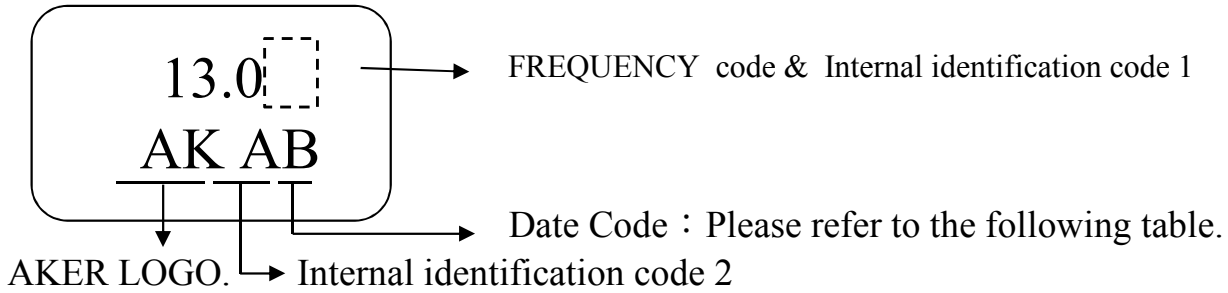 13.0
FREQUENCY code & Internal identification code 1
AK AB
Date Code：Please refer to the following table.
AKER LOGO.
Internal identification code 2